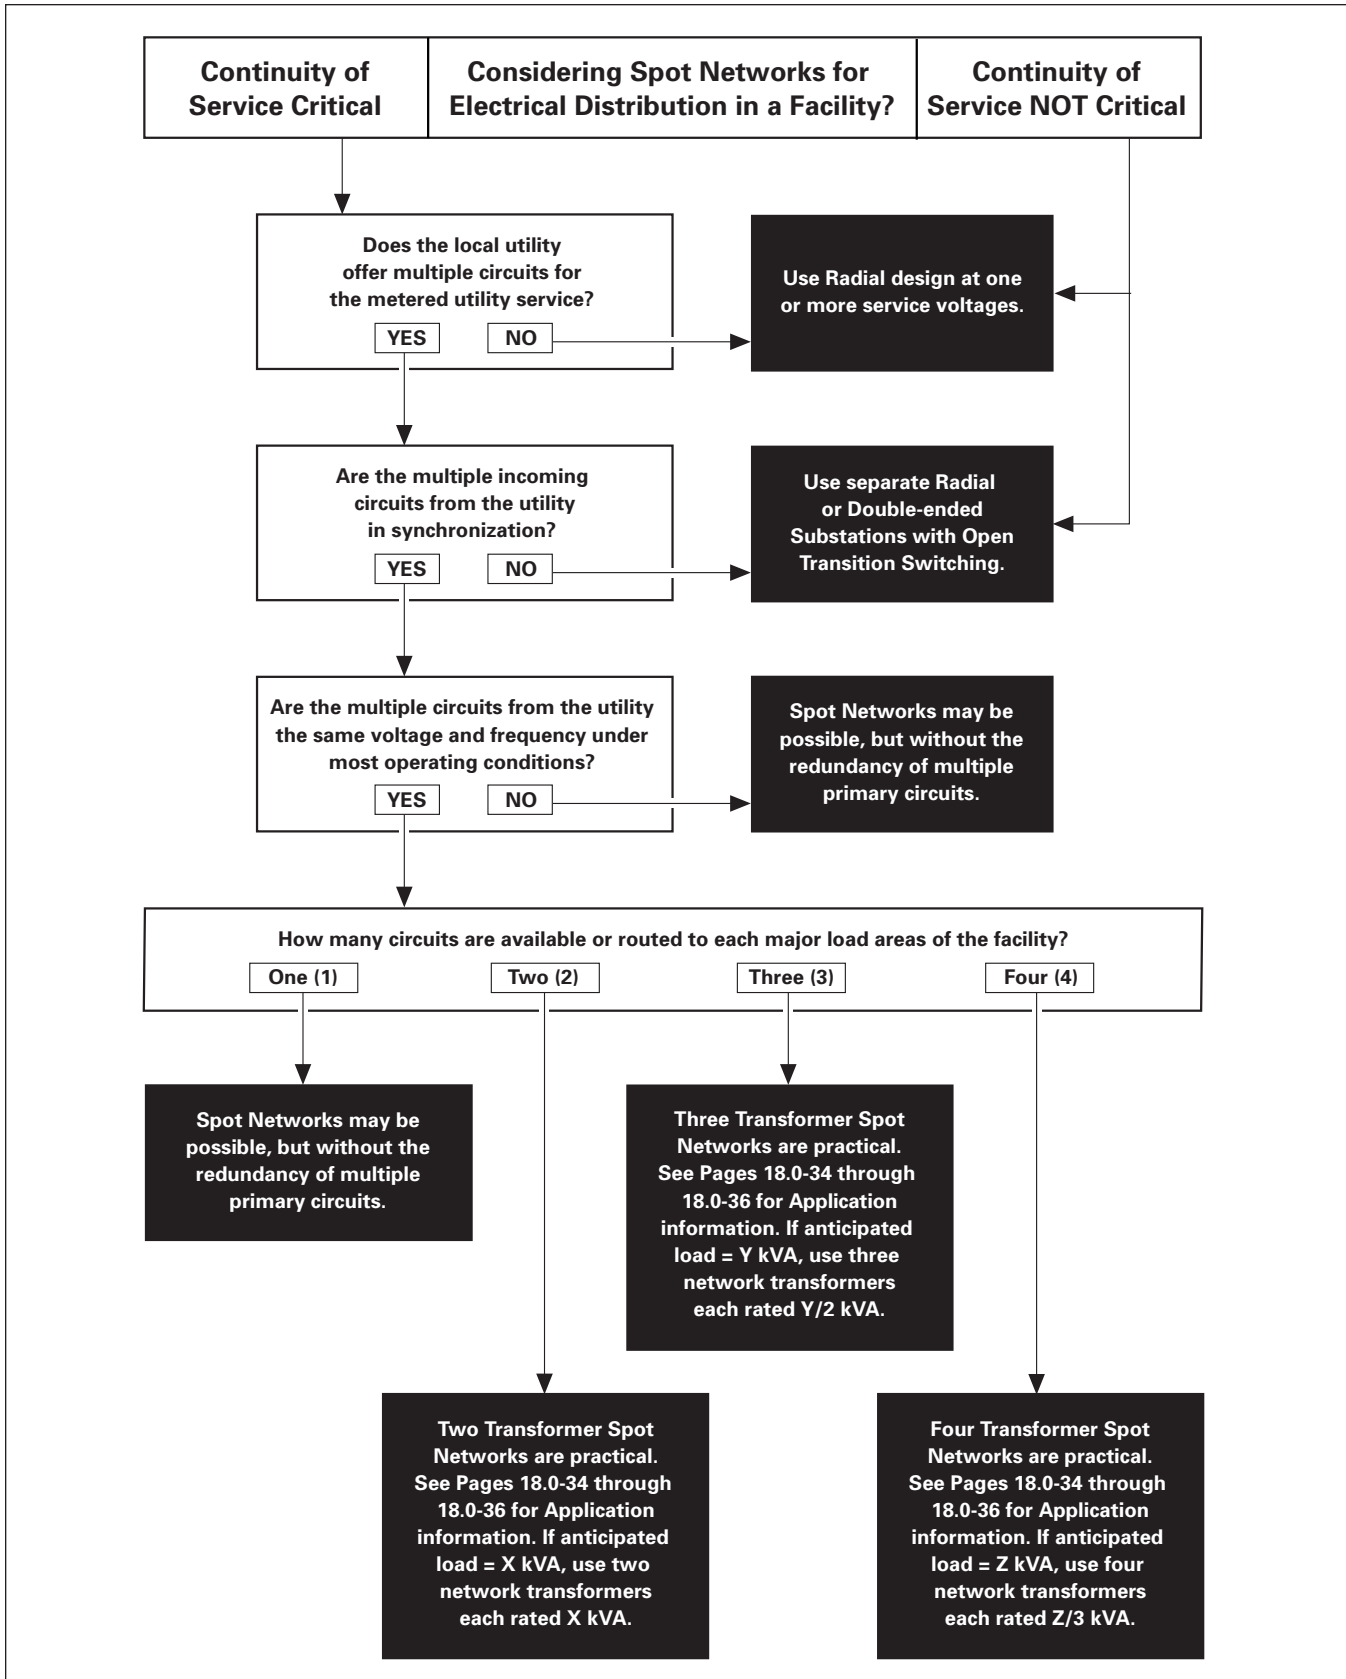 Continuity of
Service Critical
Considering Spot Networks for
Electrical Distribution in a Facility?
Continuity of
Service NOT Critical
Does the local utility
offer multiple circuits for
the metered utility service?
YES
NO
Use Radial design at one
or more service voltages.
Are the multiple incoming
circuits from the utility
in synchronization?
YES
NO
Use separate Radial
or Double-ended
Substations with Open
Transition Switching.
Are the multiple circuits from the utility
the same voltage and frequency under
most operating conditions?
YES
NO
Spot Networks may be
possible, but without the
redundancy of multiple
primary circuits.
How many circuits are available or routed to each major load areas of the facility?
One (1)
Two (2)
Three (3)
Four (4)
Spot Networks may be
possible, but without the
redundancy of multiple
primary circuits.
Three Transformer Spot
Networks are practical.
See Pages 18.0-34 through
18.0-36 for Application
information. If anticipated
load = Y kVA, use three
network transformers
each rated Y/2 kVA.
Two Transformer Spot
Networks are practical.
See Pages 18.0-34 through
18.0-36 for Application
information. If anticipated
load = X kVA, use two
network transformers
each rated X kVA.
Four Transformer Spot
Networks are practical.
See Pages 18.0-34 through
18.0-36 for Application
information. If anticipated
load = Z kVA, use four
network transformers
each rated Z/3 kVA.